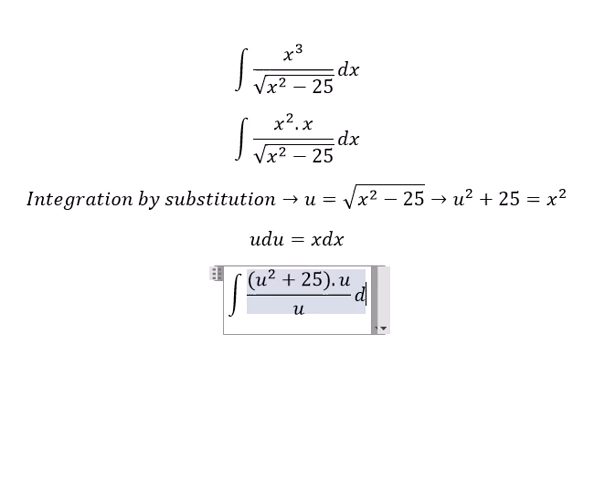 ∫ x³/√(x² − 25) dx
∫ x².x/√(x² − 25) dx
Integration by substitution → u = √(x² − 25) → u² + 25 = x²
udu = xdx
∫ (u² + 25).u/u d